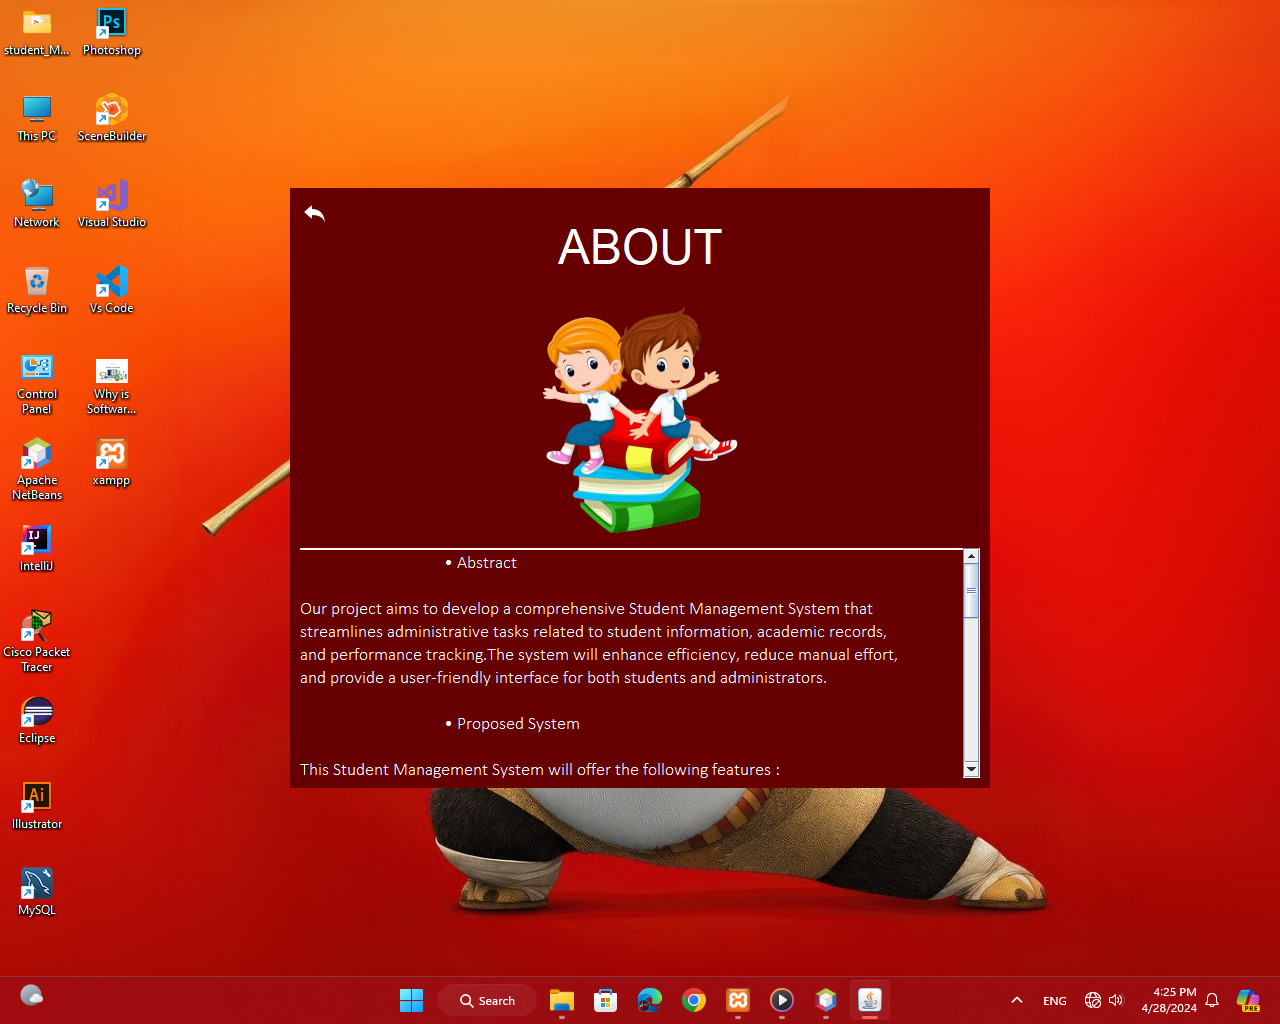 student_M...
Photoshop
This PC
SceneBuilder
Network
Visual Studio
Recycle Bin
Vs Code
Control
Panel
Why is
Softwar...
Apache
NetBeans
xampp
IntelliJ
Cisco Packet
Tracer
Eclipse
Illustrator
MySQL
ABOUT
• Abstract
Our project aims to develop a comprehensive Student Management System that
streamlines administrative tasks related to student information, academic records,
and performance tracking.The system will enhance efficiency, reduce manual effort,
and provide a user-friendly interface for both students and administrators.
• Proposed System
This Student Management System will offer the following features :
Search
ENG
4:25 PM
4/28/2024
Ps
IJ
Ai
PRE